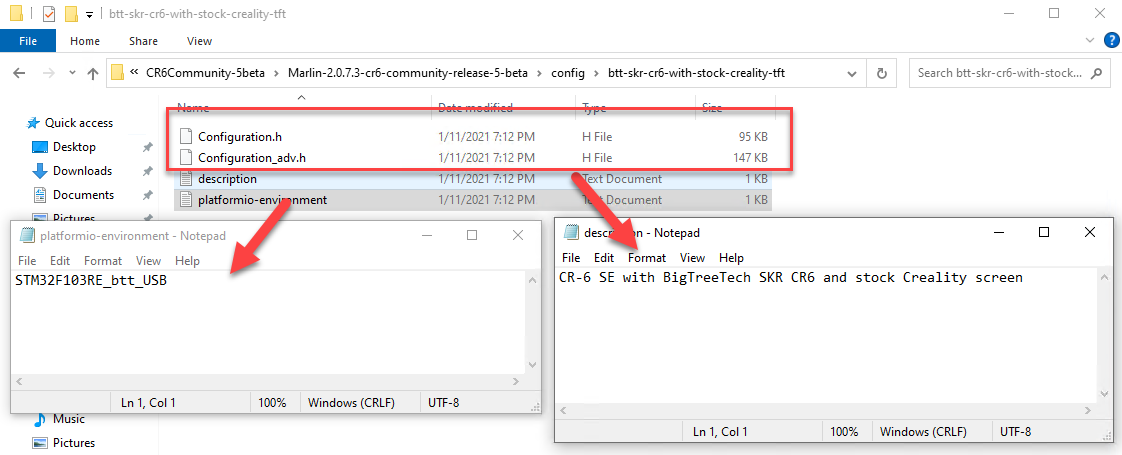 btt-skr-cr6-with-stock-creality-tft
File Home Share View
CR6Community-5beta Marlin-2.0.7.3-cr6-community-release-5-beta config btt-skr-cr6-with-stock-creality-tft Search btt-skr-cr6-with-stock-...
Name Date modified Type Size
Quick access
Configuration.h 1/11/2021 7:12 PM H File 95 KB
Desktop
Configuration_adv.h 1/11/2021 7:12 PM H File 147 KB
Downloads
description 1/11/2021 7:12 PM Text Document 1 KB
Documents
platformio-environment 1/11/2021 7:12 PM Text Document 1 KB
Pictures
platformio-environment - Notepad
File Edit Format View Help
STM32F103RE_btt_USB
Ln 1, Col 1 100% Windows (CRLF) UTF-8
description - Notepad
File Edit Format View Help
CR-6 SE with BigTreeTech SKR CR6 and stock Creality screen
Ln 1, Col 1 100% Windows (CRLF) UTF-8
Music
Pictures